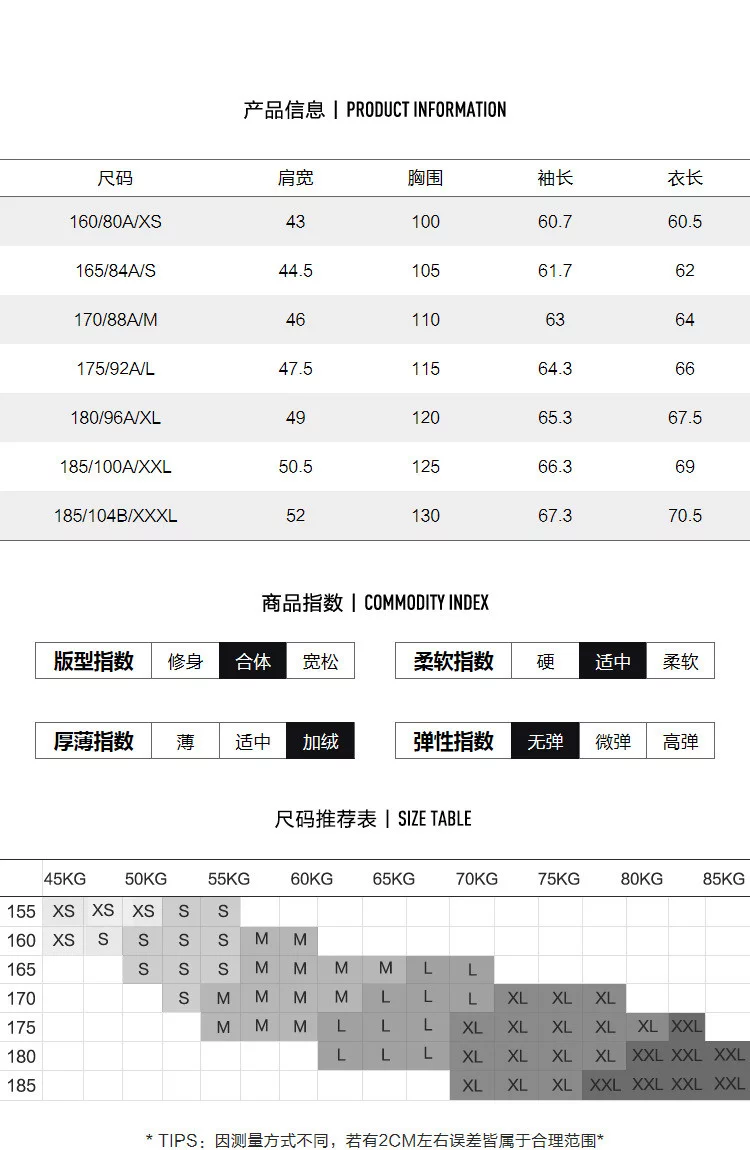 产品信息 | PRODUCT INFORMATION
尺码 肩宽 胸围 袖长 衣长
160/80A/XS 43 100 60.7 60.5
165/84A/S 44.5 105 61.7 62
170/88A/M 46 110 63 64
175/92A/L 47.5 115 64.3 66
180/96A/XL 49 120 65.3 67.5
185/100A/XXL 50.5 125 66.3 69
185/104B/XXXL 52 130 67.3 70.5
商品指数 | COMMODITY INDEX
版型指数 修身 合体 宽松 柔软指数 硬 适中 柔软
厚薄指数 薄 适中 加绒 弹性指数 无弹 微弹 高弹
尺码推荐表 | SIZE TABLE
45KG 50KG 55KG 60KG 65KG 70KG 75KG 80KG 85KG
155 XS XS XS S S
160 XS S S S S M M
165 S S S M M M M L L
170 S M M M M L L L XL XL XL
175 M M M L L L XL XL XL XL XL XXL
180 L L L XL XL XL XL XXL XXL XXL
185 XL XL XL XXL XXL XXL XXL
* TIPS：因测量方式不同，若有2CM左右误差皆属于合理范围*